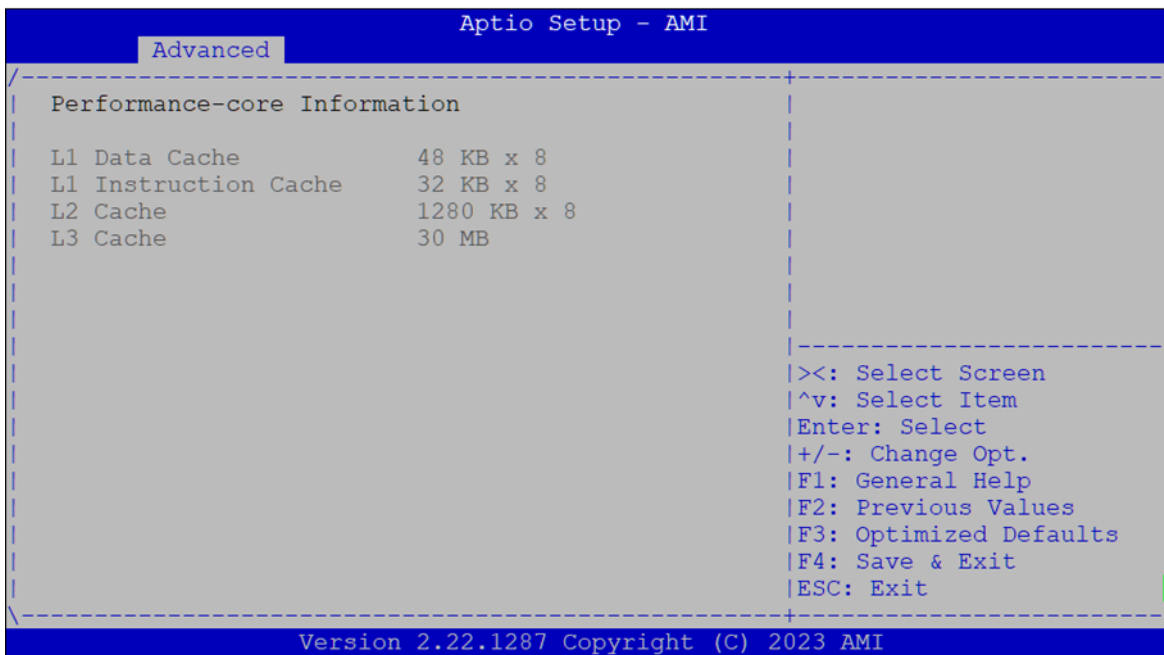 Aptio Setup - AMI
Advanced
Performance-core Information
L1 Data Cache 48 KB x 8
L1 Instruction Cache 32 KB x 8
L2 Cache 1280 KB x 8
L3 Cache 30 MB
><: Select Screen
^v: Select Item
Enter: Select
+/-: Change Opt.
F1: General Help
F2: Previous Values
F3: Optimized Defaults
F4: Save & Exit
ESC: Exit
Version 2.22.1287 Copyright (C) 2023 AMI